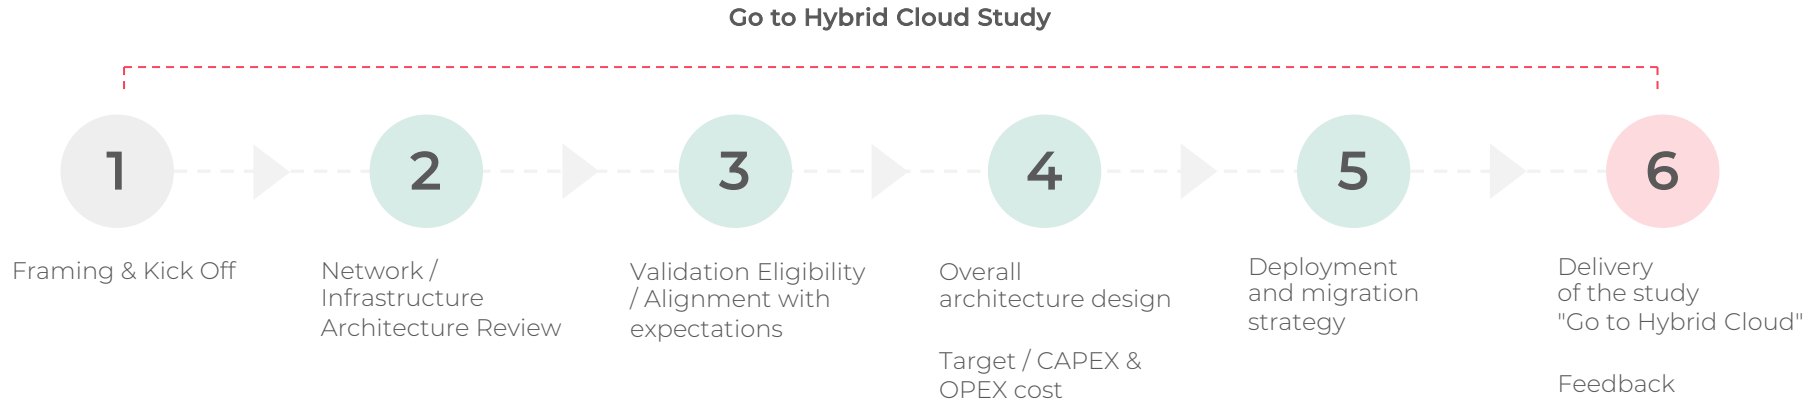 Go to Hybrid Cloud Study
1
2
3
4
5
6
Framing & Kick Off
Network /
Infrastructure
Architecture Review
Validation Eligibility
/ Alignment with
expectations
Overall
architecture design
Target / CAPEX &
OPEX cost
Deployment
and migration
strategy
Delivery
of the study
"Go to Hybrid Cloud"
Feedback